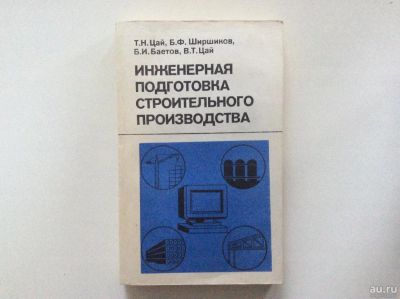 Т.Н.Цай, Б.Ф. Ширшиков,
Б.И.Баетов, В.Т.Цай
ИНЖЕНЕРНАЯ
ПОДГОТОВКА
СТРОИТЕЛЬНОГО
ПРОИЗВОДСТВА
au.ru